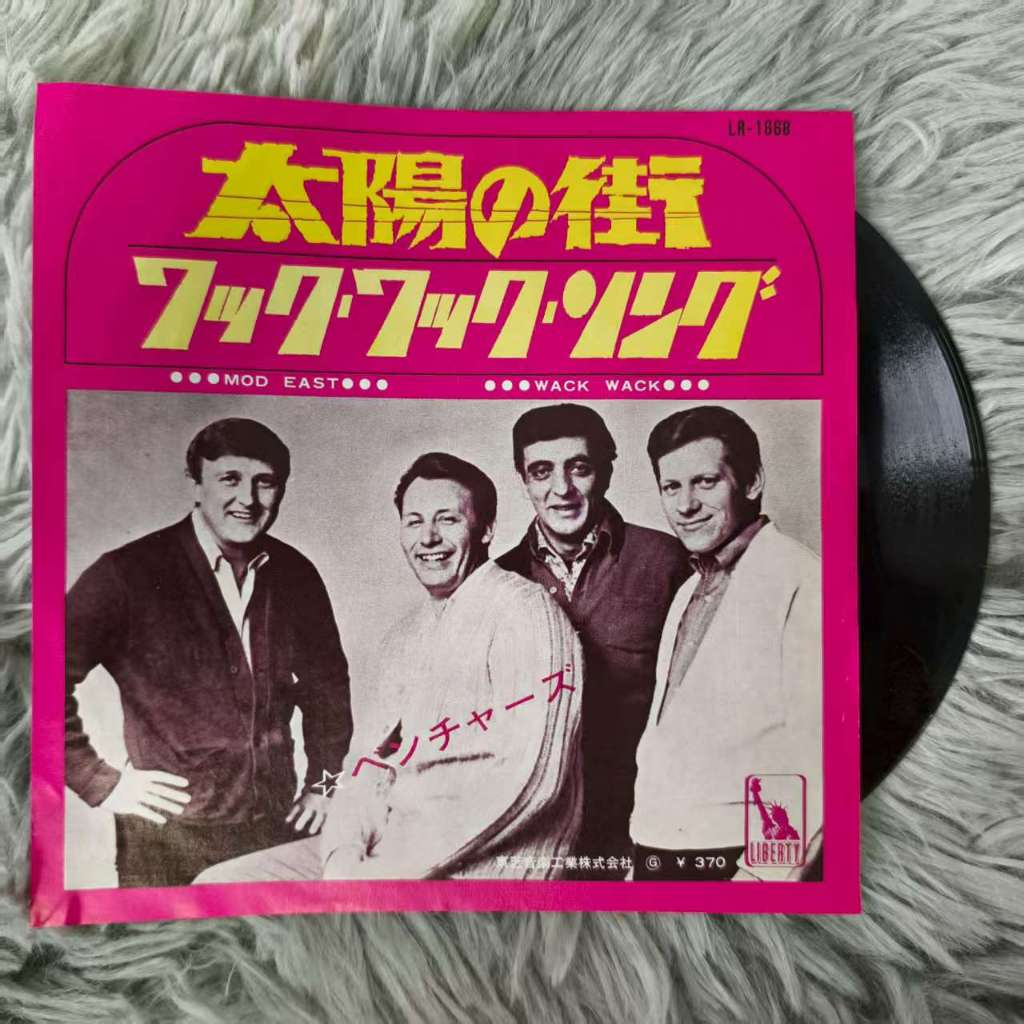 LR-1868
太陽の街
ワック・ワック・ソング
●●●MOD EAST●●● ●●●WACK WACK●●●
☆ベンチャーズ
LIBERTY
東芝音楽工業株式会社 Ⓖ ¥ 370